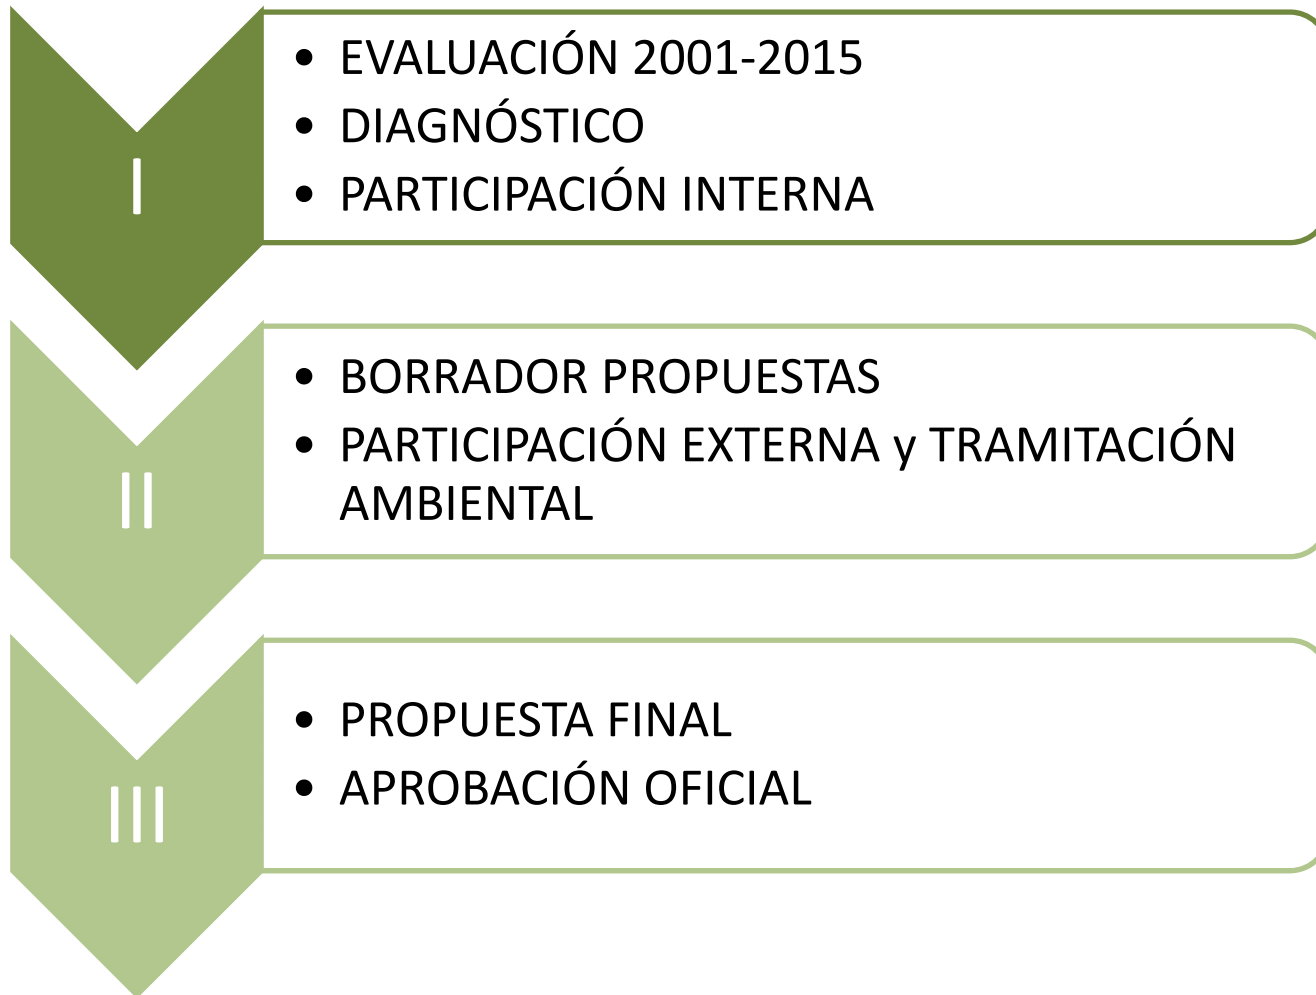 I
• EVALUACIÓN 2001-2015
• DIAGNÓSTICO
• PARTICIPACIÓN INTERNA
II
• BORRADOR PROPUESTAS
• PARTICIPACIÓN EXTERNA y TRAMITACIÓN
AMBIENTAL
III
• PROPUESTA FINAL
• APROBACIÓN OFICIAL